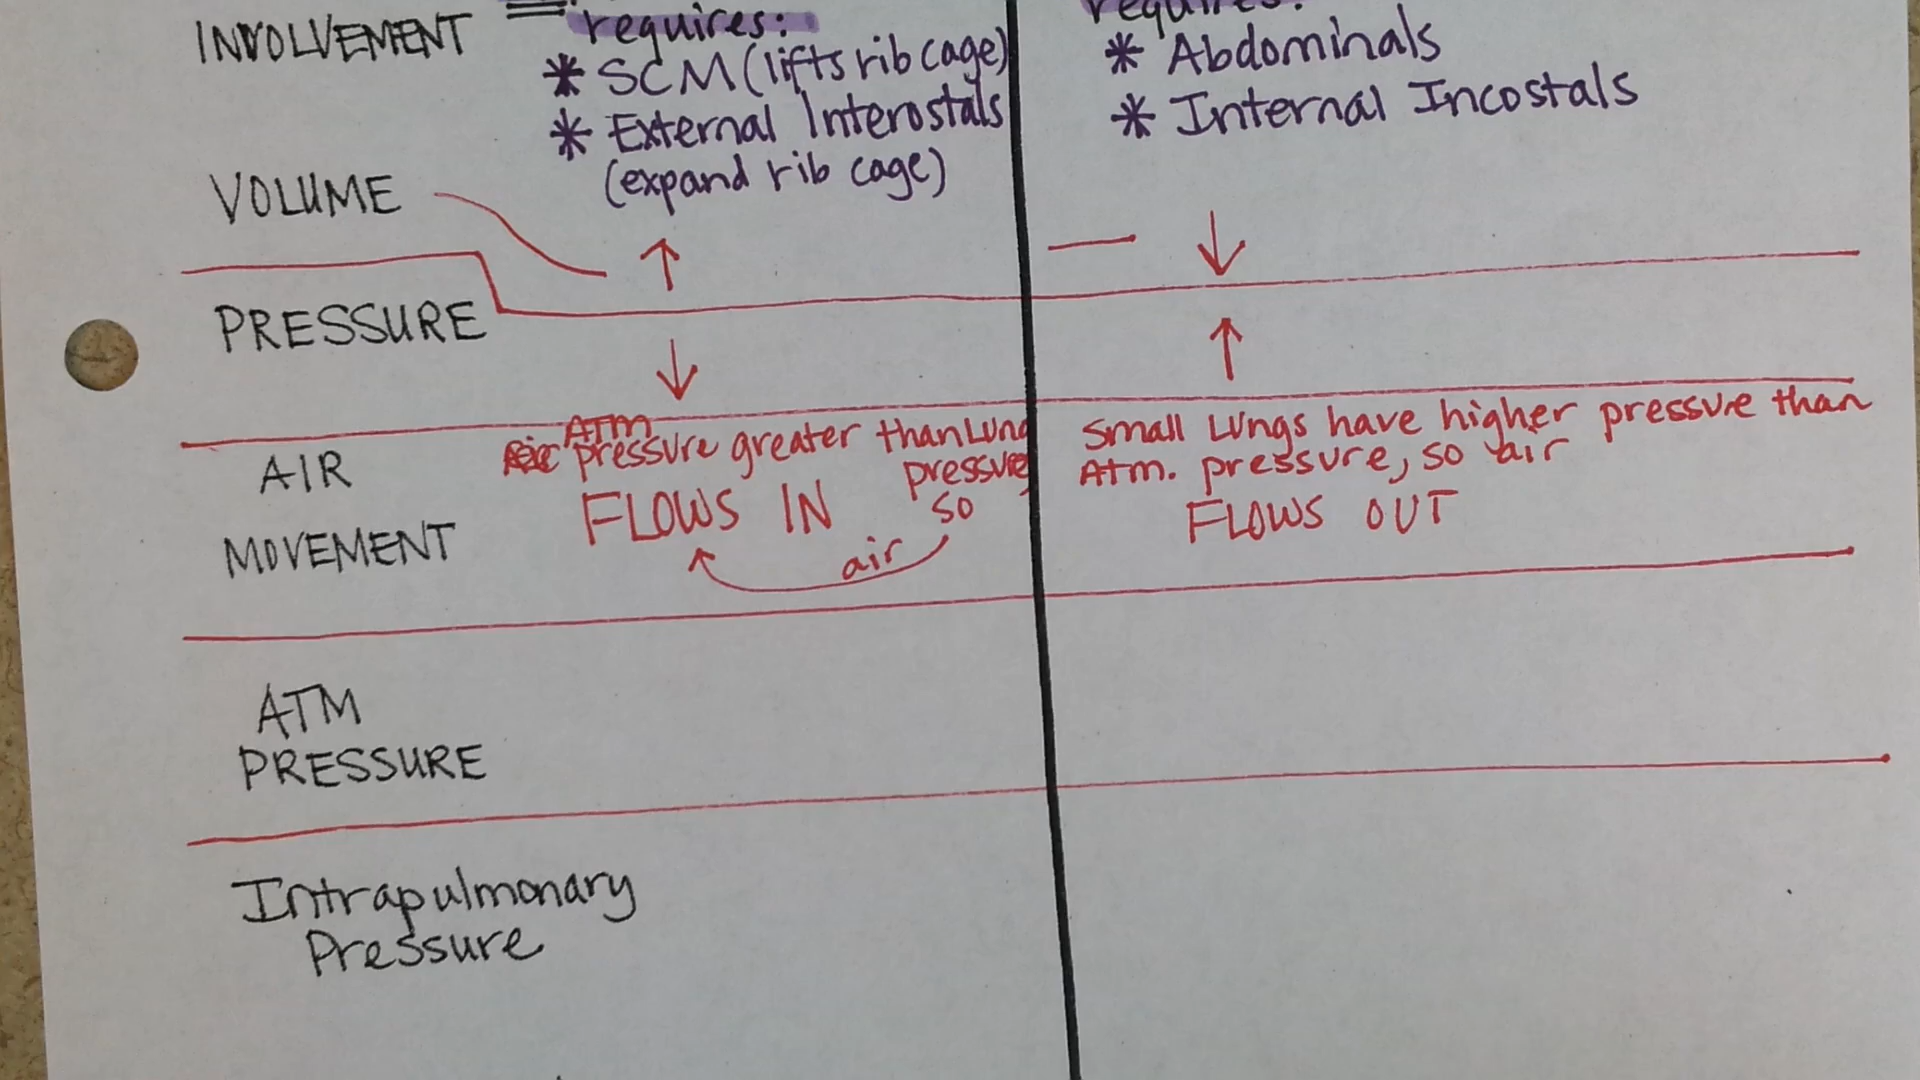 INVOLVEMENT
requires:
* SCM (lifts rib cage)
* External Interostals
(expand rib cage)
requires:
* Abdominals
* Internal Incostals
VOLUME
PRESSURE
AIR
MOVEMENT
ATM
pressure greater than Lung
pressure
so
FLOWS IN
air
Small Lungs have higher pressure than
Atm. pressure, so air
FLOWS OUT
ATM
PRESSURE
Intrapulmonary
Pressure